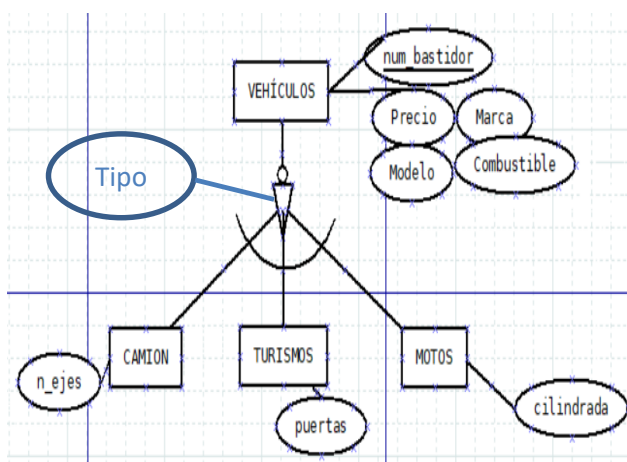 num_bastidor
VEHÍCULOS
Precio
Marca
Combustible
Modelo
Tipo
CAMION
TURISMOS
MOTOS
n_ejes
puertas
cilindrada